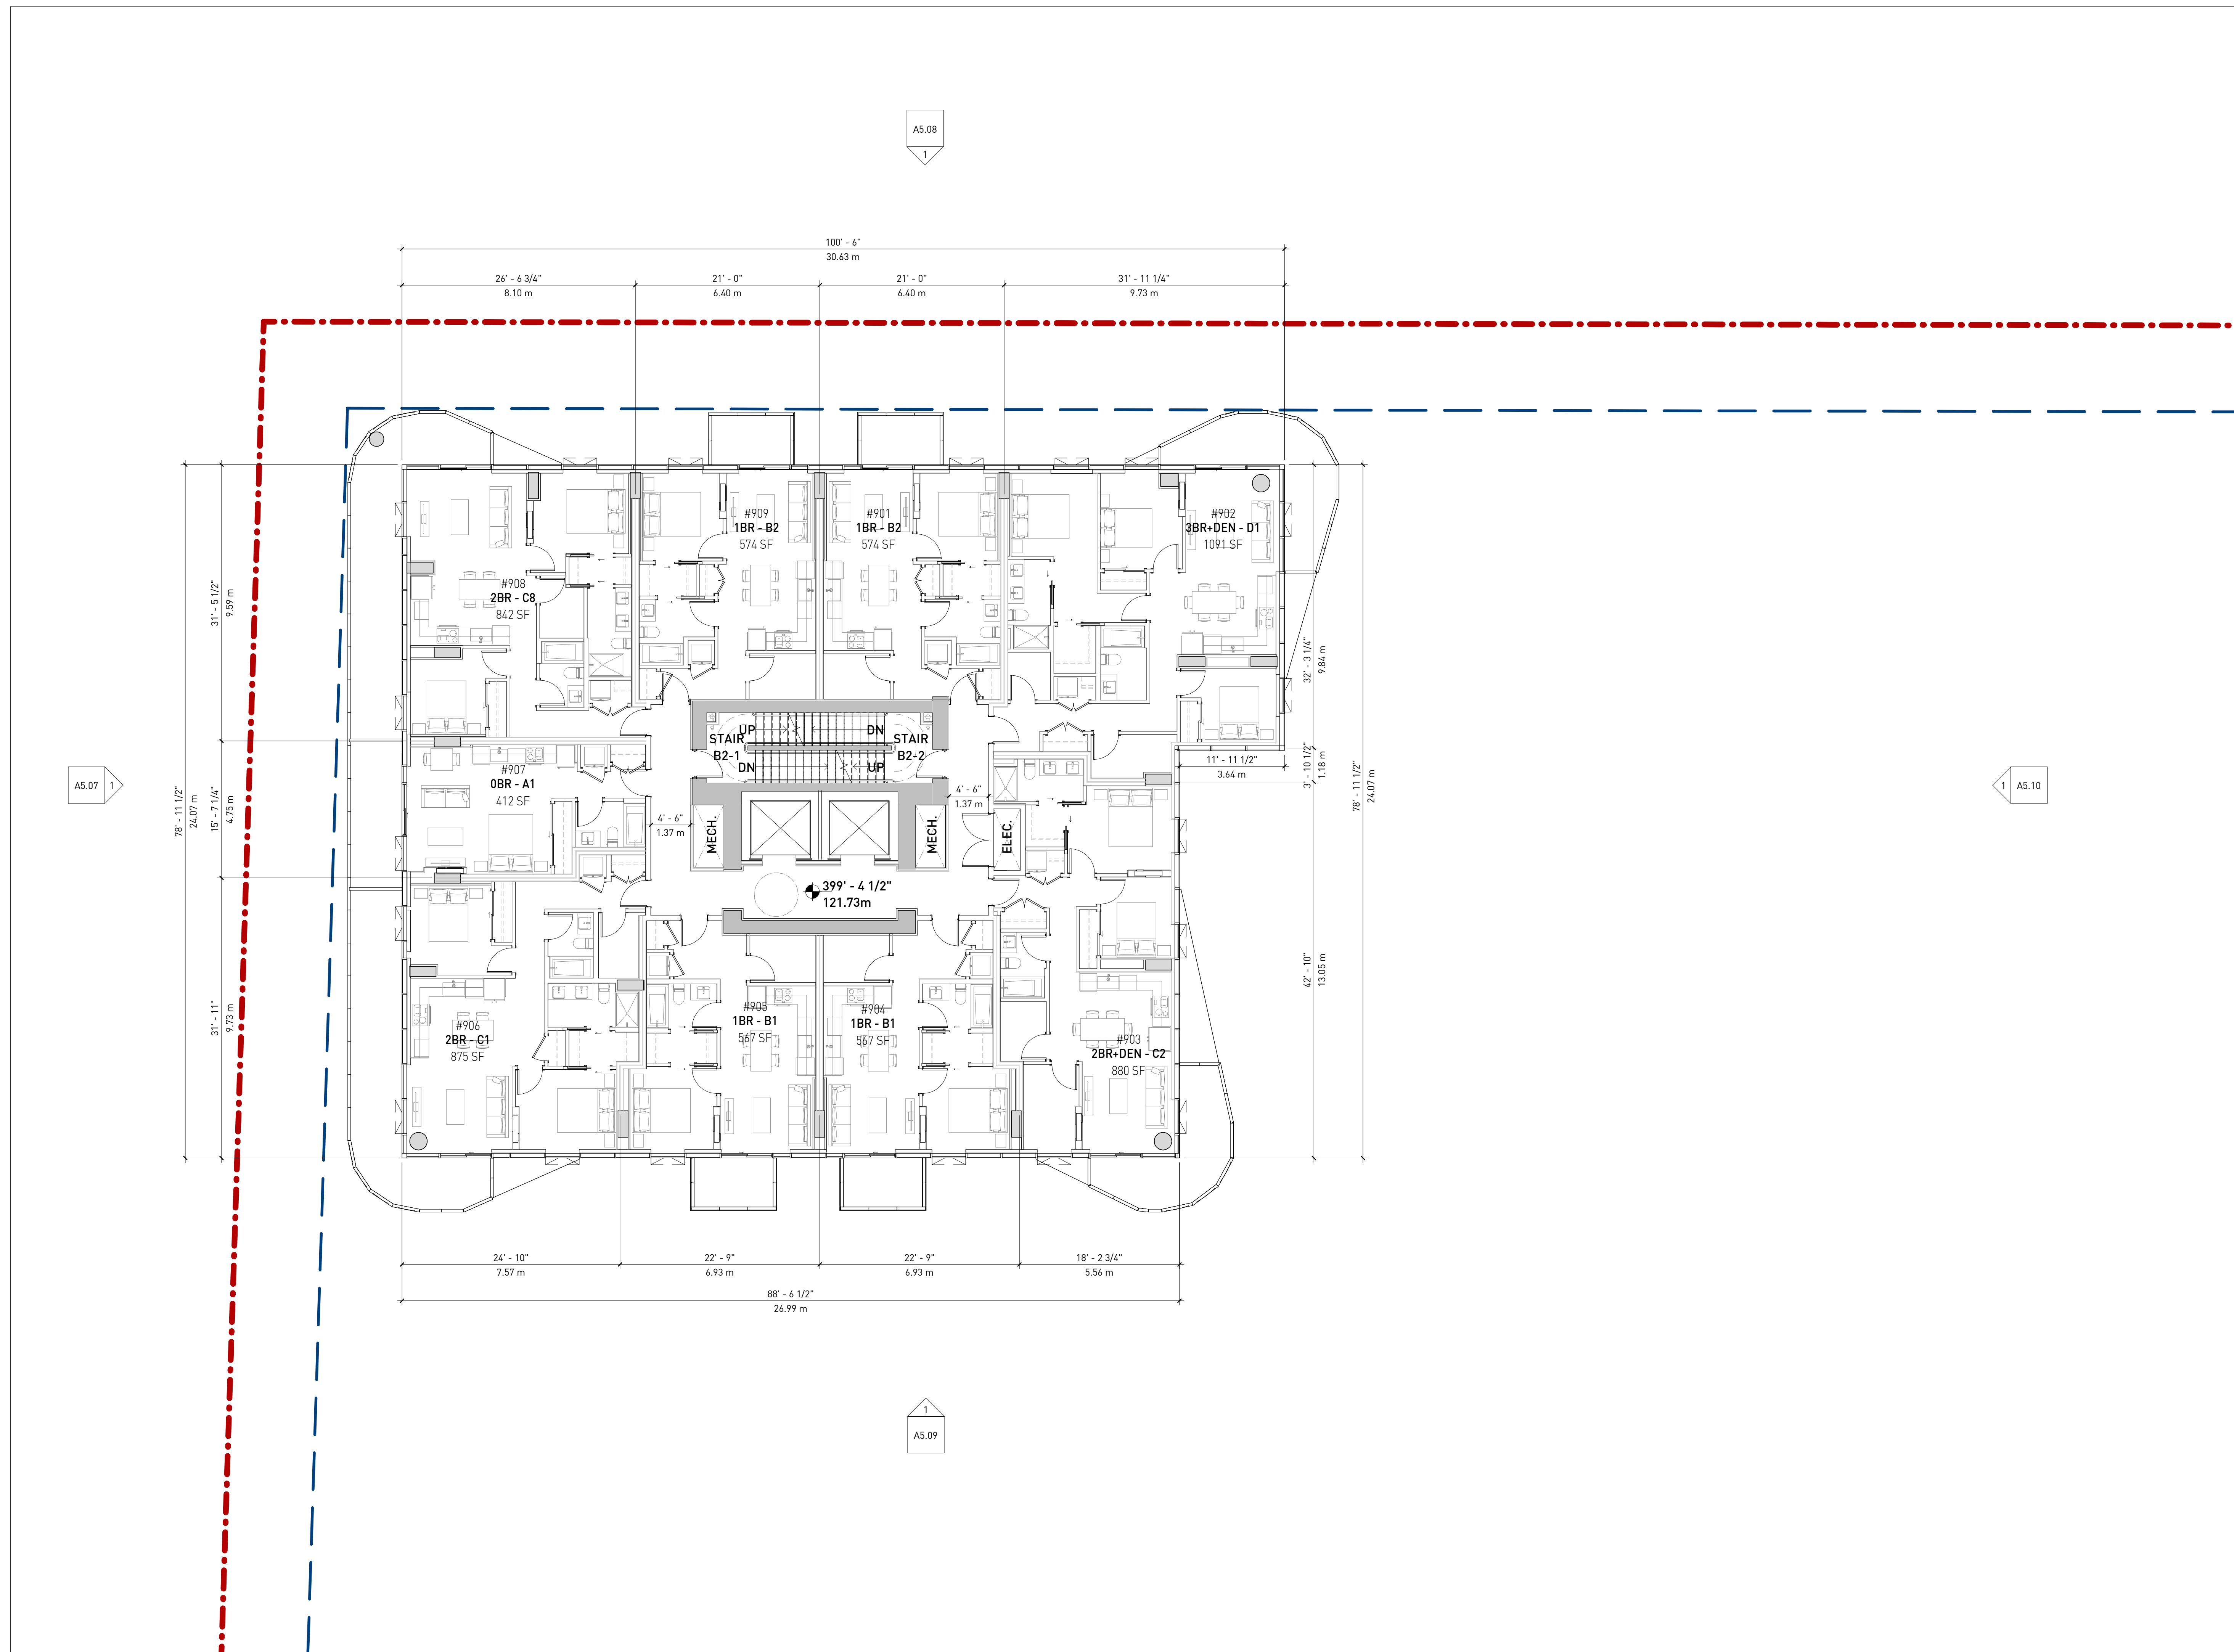 A5.08
1
100' - 6"
30.63 m
26' - 6 3/4"
8.10 m
21' - 0"
6.40 m
21' - 0"
6.40 m
31' - 11 1/4"
9.73 m
#908
2BR - C8
842 SF
#909
1BR - B2
574 SF
#901
1BR - B2
574 SF
#902
3BR+DEN - D1
1091 SF
31' - 5 1/2"
9.59 m
32' - 3 1/4"
9.84 m
UP
DN
STAIR
B2-1
STAIR
B2-2
DN
UP
A5.07
1
78' - 11 1/2"
24.07 m
15' - 7 1/4"
4.75 m
#907
0BR - A1
412 SF
4' - 6"
1.37 m
MECH.
MECH.
4' - 6"
1.37 m
ELEC.
11' - 11 1/2"
3.64 m
3' - 10 1/2"
1.18 m
78' - 11 1/2"
24.07 m
1
A5.10
399' - 4 1/2"
121.73m
31' - 11"
9.73 m
42' - 10"
13.05 m
#906
2BR - C1
875 SF
#905
1BR - B1
567 SF
#904
1BR - B1
567 SF
#903
2BR+DEN - C2
880 SF
24' - 10"
7.57 m
22' - 9"
6.93 m
22' - 9"
6.93 m
18' - 2 3/4"
5.56 m
88' - 6 1/2"
26.99 m
1
A5.09